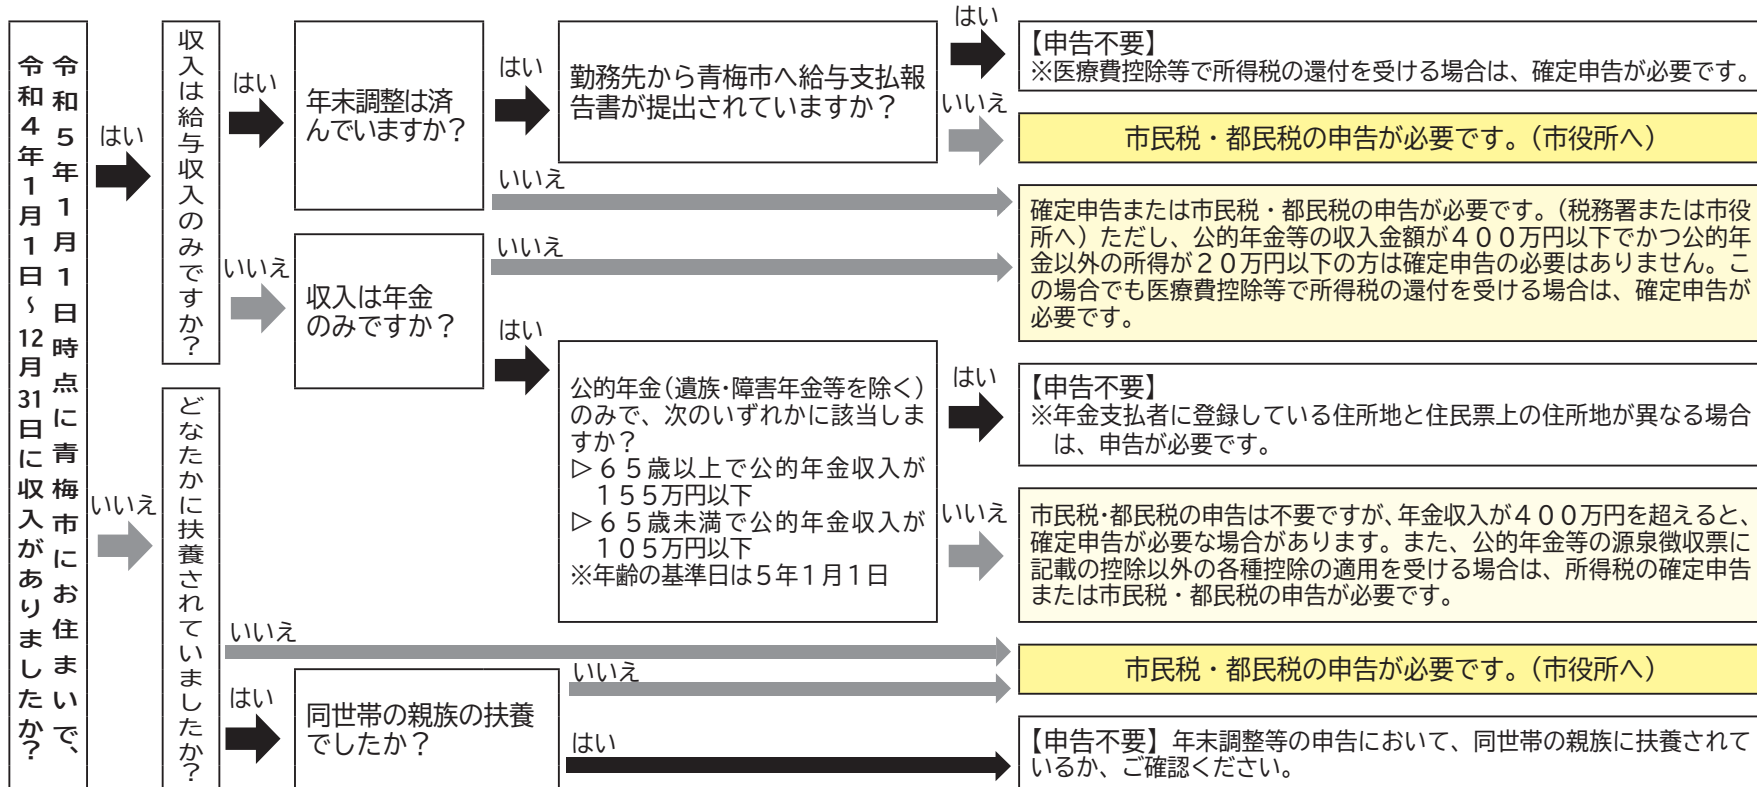 令和５年１月１日時点に青梅市にお住まいで、
令和４年１月１日～12月31日に収入がありましたか？
はい
いいえ
収入は給与収入のみですか？
はい
いいえ
年末調整は済
んでいますか？
はい
いいえ
勤務先から青梅市へ給与支払報
告書が提出されていますか？
はい
いいえ
【申告不要】
※医療費控除等で所得税の還付を受ける場合は、確定申告が必要です。
市民税・都民税の申告が必要です。（市役所へ）
収入は年金
のみですか？
いいえ
はい
確定申告または市民税・都民税の申告が必要です。（税務署または市役
所へ）ただし、公的年金等の収入金額が４００万円以下でかつ公的年
金以外の所得が２０万円以下の方は確定申告の必要はありません。こ
の場合でも医療費控除等で所得税の還付を受ける場合は、確定申告が
必要です。
公的年金（遺族・障害年金等を除く）
のみで、次のいずれかに該当しま
すか？
▷６５歳以上で公的年金収入が
１５５万円以下
▷６５歳未満で公的年金収入が
１０５万円以下
※年齢の基準日は５年１月１日
はい
いいえ
【申告不要】
※年金支払者に登録している住所地と住民票上の住所地が異なる場合
は、申告が必要です。
市民税・都民税の申告は不要ですが、年金収入が４００万円を超えると、
確定申告が必要な場合があります。また、公的年金等の源泉徴収票に
記載の控除以外の各種控除の適用を受ける場合は、所得税の確定申告
または市民税・都民税の申告が必要です。
どなたかに扶養されていましたか？
いいえ
はい
同世帯の親族の扶養
でしたか？
いいえ
はい
市民税・都民税の申告が必要です。（市役所へ）
【申告不要】年末調整等の申告において、同世帯の親族に扶養されて
いるか、ご確認ください。